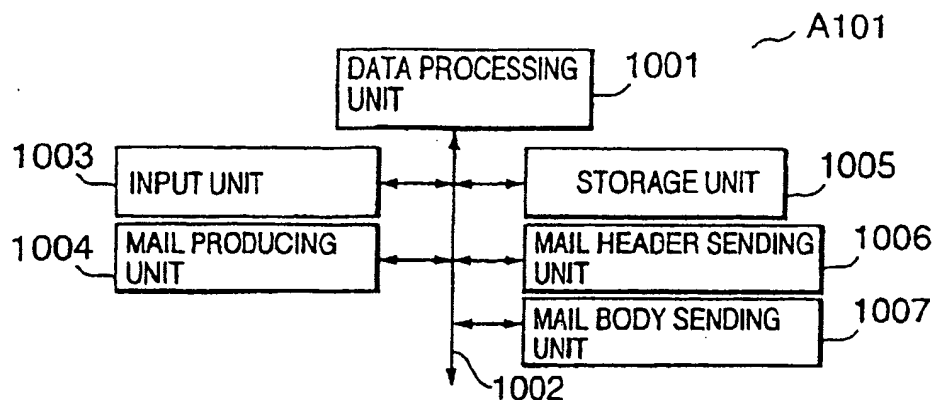 A101
DATA PROCESSING
UNIT
1001
1003
INPUT UNIT
STORAGE UNIT
1005
1004
MAIL PRODUCING
UNIT
MAIL HEADER SENDING
UNIT
1006
MAIL BODY SENDING
UNIT
1007
1002